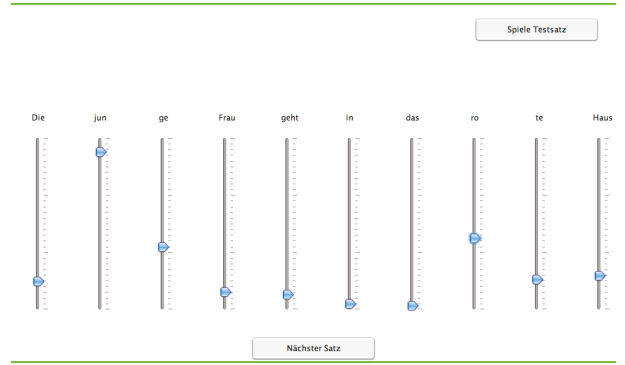 Spiele Testsatz
Die jun ge Frau geht in das ro te Haus
Nächster Satz